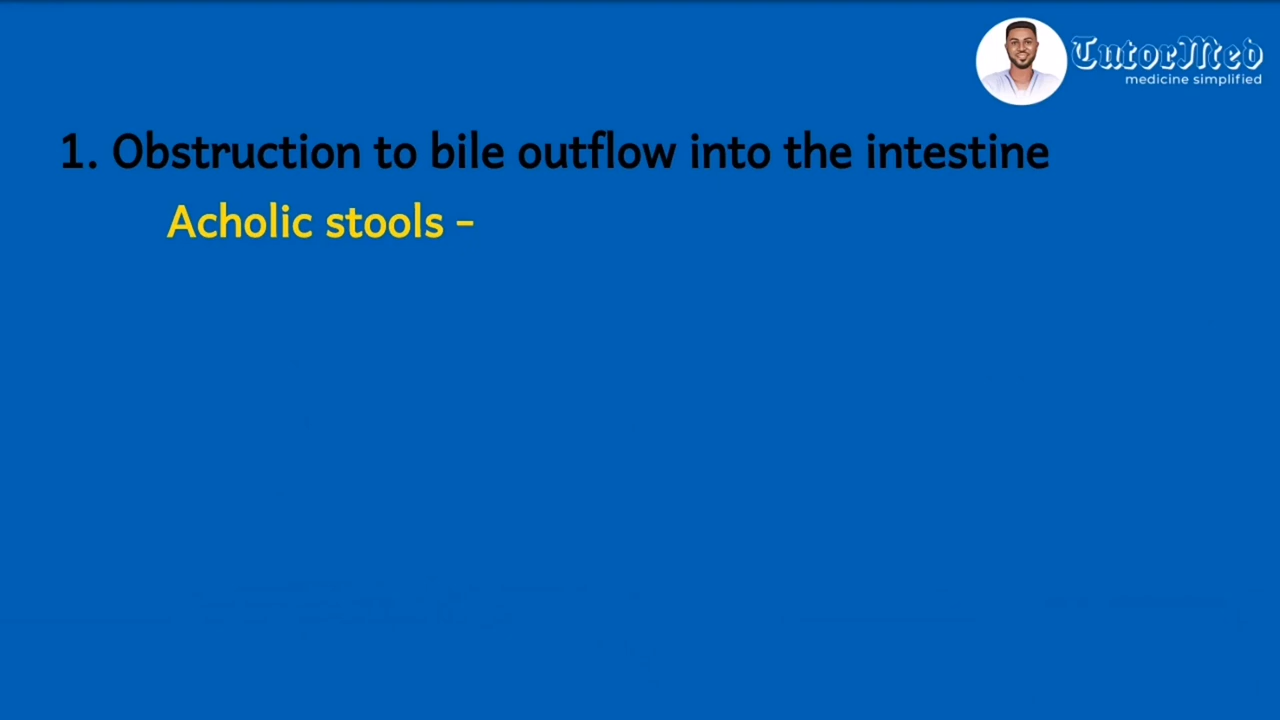 TutorMed
medicine simplified
1. Obstruction to bile outflow into the intestine
Acholic stools -